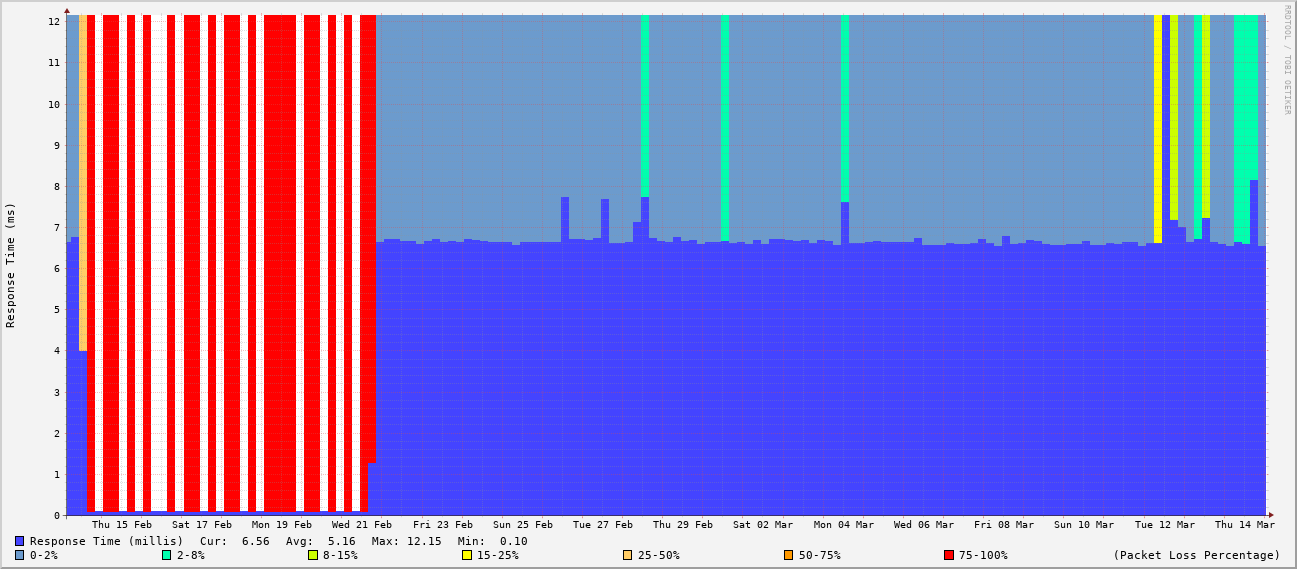 RRDTOOL / TOBI OETIKER
Response Time (ms)
12
11
10
9
8
7
6
5
4
3
2
1
0
Thu 15 Feb Sat 17 Feb Mon 19 Feb Wed 21 Feb Fri 23 Feb Sun 25 Feb Tue 27 Feb Thu 29 Feb Sat 02 Mar Mon 04 Mar Wed 06 Mar Fri 08 Mar Sun 10 Mar Tue 12 Mar Thu 14 Mar
Response Time (millis) Cur: 6.56 Avg: 5.16 Max: 12.15 Min: 0.10
0-2% 2-8% 8-15% 15-25% 25-50% 50-75% 75-100% (Packet Loss Percentage)